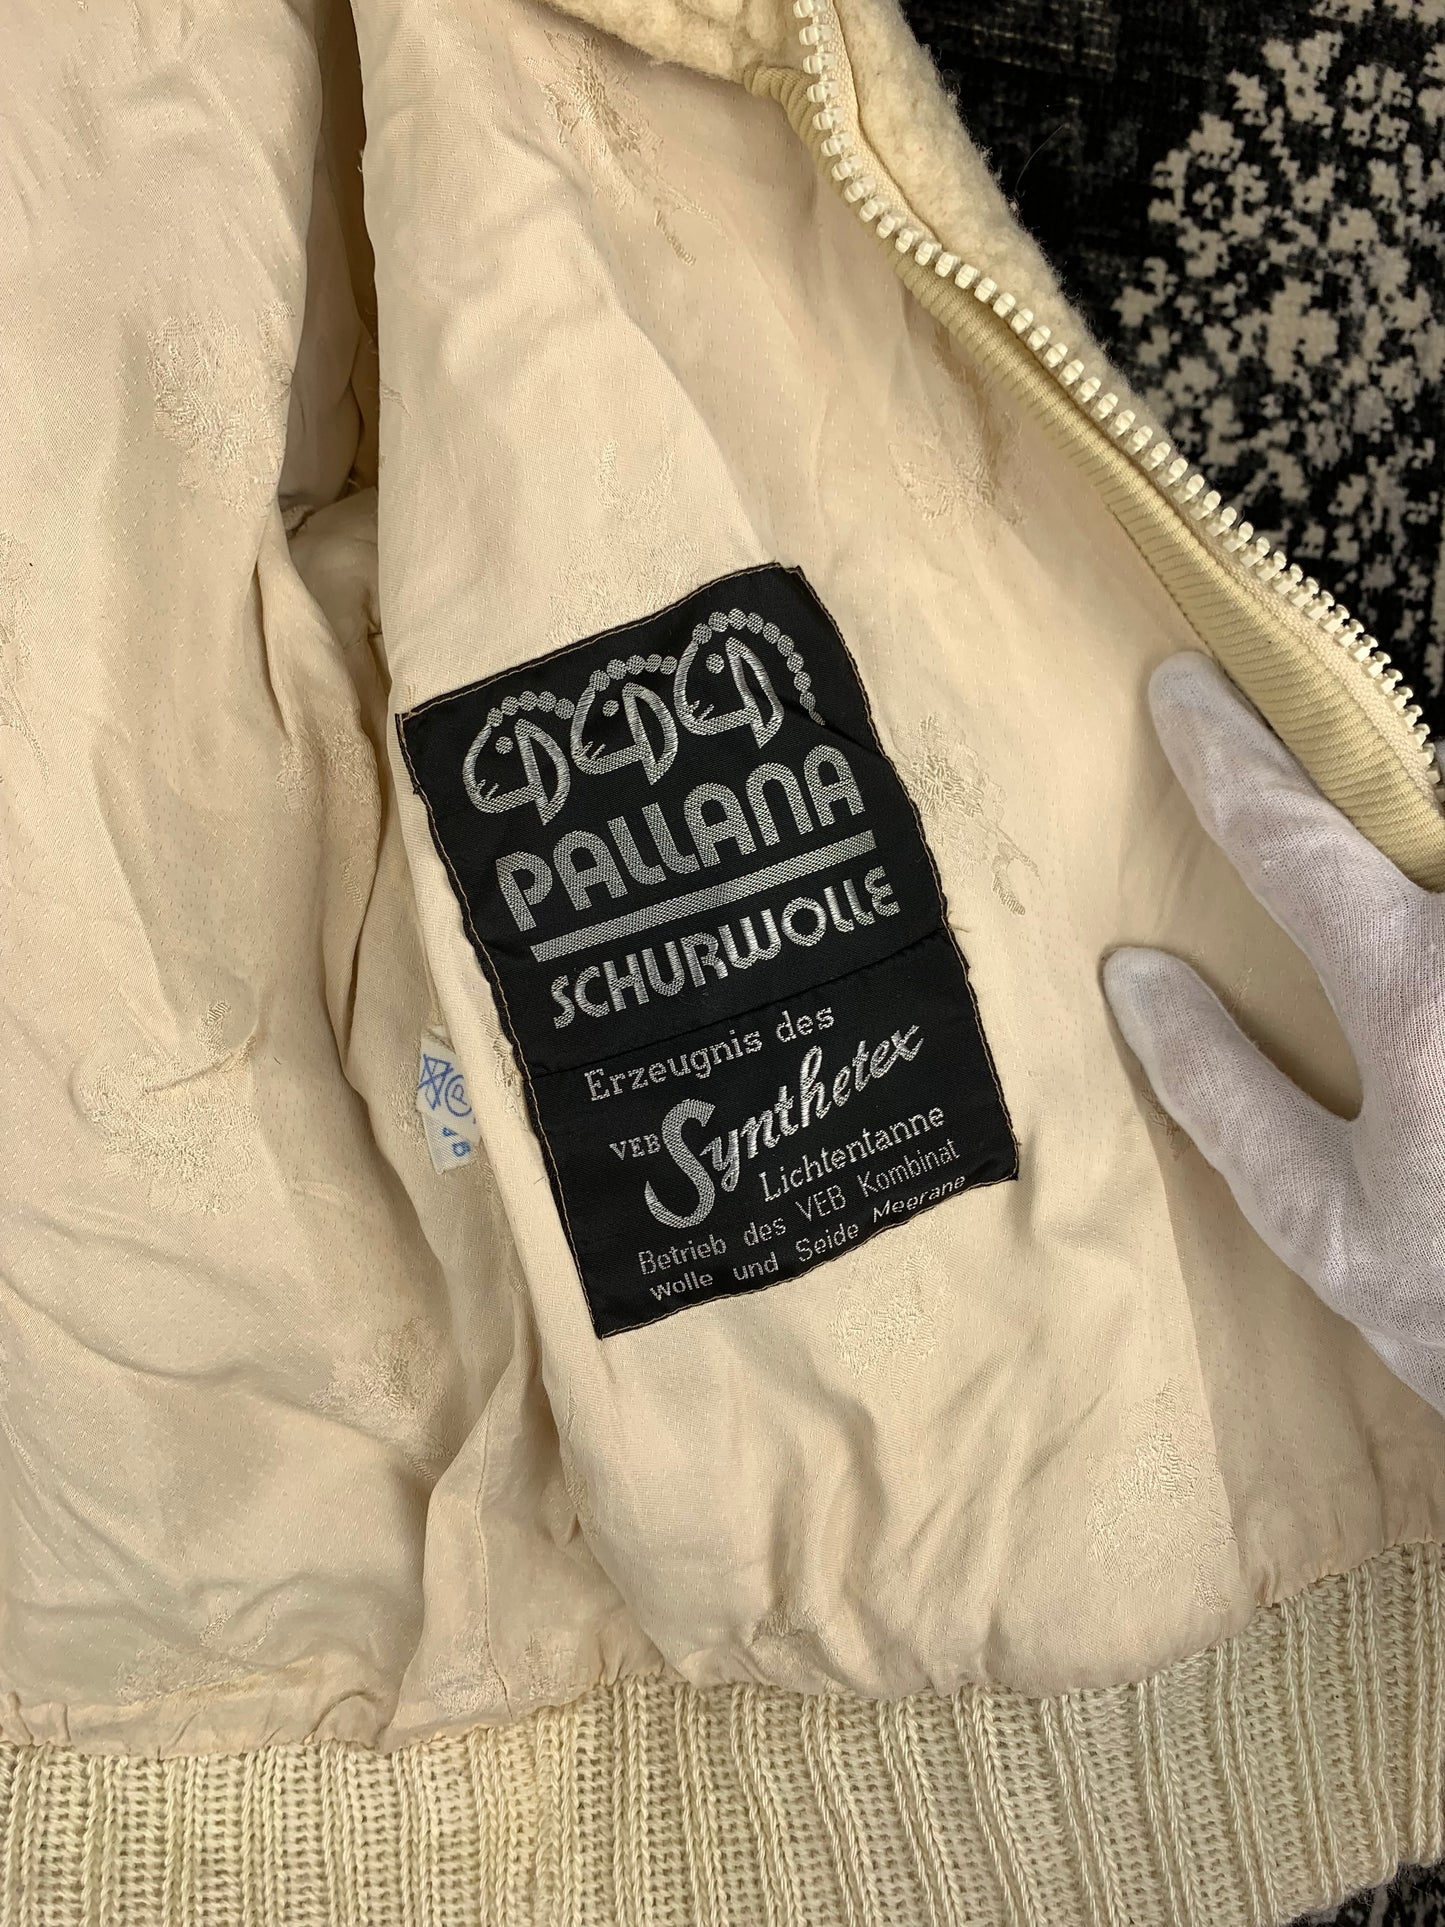 PALLANA
SCHURWOLLE
Erzeugnis des
VEB Synthetex
Lichtentanne
Betrieb des VEB Kombinat
Wolle und Seide Meerane